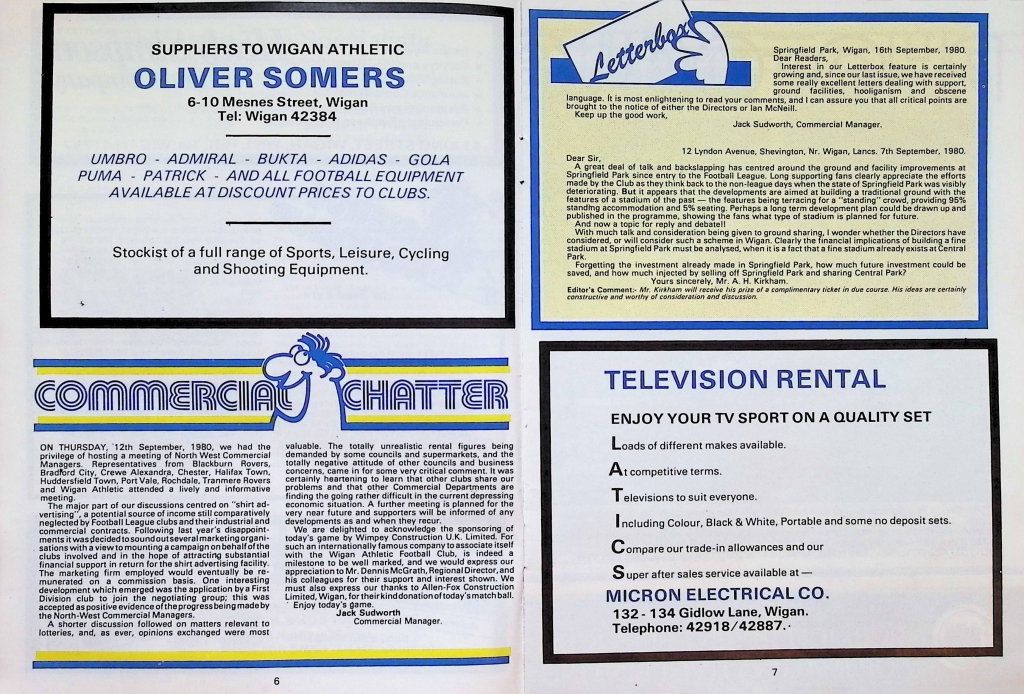 SUPPLIERS TO WIGAN ATHLETIC
OLIVER SOMERS
6-10 Mesnes Street, Wigan
Tel: Wigan 42384
UMBRO - ADMIRAL - BUKTA - ADIDAS - GOLA
PUMA - PATRICK - AND ALL FOOTBALL EQUIPMENT
AVAILABLE AT DISCOUNT PRICES TO CLUBS.
Stockist of a full range of Sports, Leisure, Cycling
and Shooting Equipment.
COMMERCIAL CHATTER
ON THURSDAY, 12th September, 1980, we had the
privilege of hosting a meeting of North West Commercial
Managers. Representatives from Blackburn Rovers,
Bradford City, Crewe Alexandra, Chester, Halifax Town,
Huddersfield Town, Port Vale, Rochdale, Tranmere Rovers
and Wigan Athletic attended a lively and informative
meeting.
The major part of our discussions centred on "shirt ad-
vertising", a potential source of income still comparatively
neglected by Football League clubs and their industrial and
commercial contracts. Following last year's disappoint-
ments it was decided to sound out several marketing organi-
sations with a view to mounting a campaign on behalf of the
clubs involved and in the hope of attracting substantial
financial support in return for the shirt advertising facility.
The marketing firm employed would eventually be re-
munerated on a commission basis. One interesting
development which emerged was the application by a First
Division club to join the negotiating group; this was
accepted as positive evidence of the progress being made by
the North-West Commercial Managers.
A shorter discussion followed on matters relevant to
lotteries, and, as ever, opinions exchanged were most
valuable. The totally unrealistic rental figures being
demanded by some councils and supermarkets, and the
totally negative attitude of other councils and business
concerns, came in for some very critical comment. It was
certainly heartening to learn that other clubs share our
problems and that other Commercial Departments are
finding the going rather difficult in the current depressing
economic situation. A further meeting is planned for the
very near future and supporters will be informed of any
developments as and when they recur.
We are delighted to acknowledge the sponsoring of
today's game by Wimpey Construction U.K. Limited. For
such an internationally famous company to associate itself
with the Wigan Athletic Football Club, is indeed a
milestone to be well marked, and we would express our
appreciation to Mr. Dennis McGrath, Regional Director, and
his colleagues for their support and interest shown. We
must also express our thanks to Allen-Fox Construction
Limited, Wigan, for their kind donation of today's match ball.
Enjoy today's game.
Jack Sudworth
Commercial Manager.
6
Letterbox
Springfield Park, Wigan, 16th September, 1980.
Dear Readers,
Interest in our Letterbox feature is certainly
growing and, since our last issue, we have received
some really excellent letters dealing with support,
ground facilities, hooliganism and obscene
language. It is most enlightening to read your comments, and I can assure you that all critical points are
brought to the notice of either the Directors or Ian McNeill.
Keep up the good work,
Jack Sudworth, Commercial Manager.
12 Lyndon Avenue, Shevington, Nr. Wigan, Lancs. 7th September, 1980.
Dear Sir,
A great deal of talk and backslapping has centred around the ground and facility improvements at
Springfield Park since entry to the Football League. Long supporting fans clearly appreciate the efforts
made by the Club as they think back to the non-league days when the state of Springfield Park was visibly
deteriorating. But it appears that the developments are aimed at building a traditional ground with the
features of a stadium of the past — the features being terracing for a "standing" crowd, providing 95%
standing accommodation and 5% seating. Perhaps a long term development plan could be drawn up and
published in the programme, showing the fans what type of stadium is planned for future.
And now a topic for reply and debate!!
With much talk and consideration being given to ground sharing, I wonder whether the Directors have
considered, or will consider such a scheme in Wigan. Clearly the financial implications of building a fine
stadium at Springfield Park must be analysed, when it is a fact that a fine stadium already exists at Central
Park.
Forgetting the investment already made in Springfield Park, how much future investment could be
saved, and how much injected by selling off Springfield Park and sharing Central Park?
Yours sincerely, Mr. A. H. Kirkham.
Editor's Comment:- Mr. Kirkham will receive his prize of a complimentary ticket in due course. His ideas are certainly
constructive and worthy of consideration and discussion.
TELEVISION RENTAL
ENJOY YOUR TV SPORT ON A QUALITY SET
Loads of different makes available.
At competitive terms.
Televisions to suit everyone.
Including Colour, Black & White, Portable and some no deposit sets.
Compare our trade-in allowances and our
Super after sales service available at —
MICRON ELECTRICAL CO.
132 - 134 Gidlow Lane, Wigan.
Telephone: 42918/42887.
7